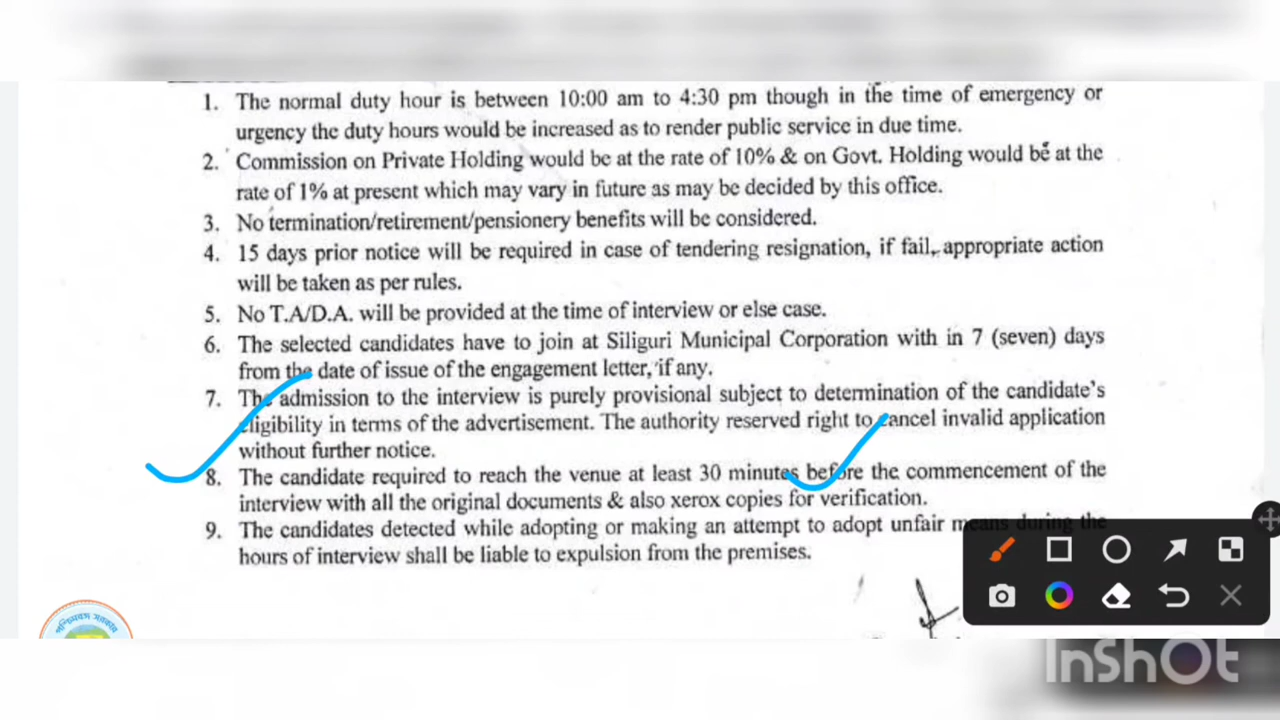 1. The normal duty hour is between 10:00 am to 4:30 pm though in the time of emergency or
urgency the duty hours would be increased as to render public service in due time.
2. Commission on Private Holding would be at the rate of 10% & on Govt. Holding would be at the
rate of 1% at present which may vary in future as may be decided by this office.
3. No termination/retirement/pensionery benefits will be considered.
4. 15 days prior notice will be required in case of tendering resignation, if fail, appropriate action
will be taken as per rules.
5. No T.A/D.A. will be provided at the time of interview or else case.
6. The selected candidates have to join at Siliguri Municipal Corporation with in 7 (seven) days
from the date of issue of the engagement letter, if any.
7. The admission to the interview is purely provisional subject to determination of the candidate's
eligibility in terms of the advertisement. The authority reserved right to cancel invalid application
without further notice.
8. The candidate required to reach the venue at least 30 minutes before the commencement of the
interview with all the original documents & also xerox copies for verification.
9. The candidates detected while adopting or making an attempt to adopt unfair means during the
hours of interview shall be liable to expulsion from the premises.
পশ্চিমবঙ্গ সরকার
InShOt